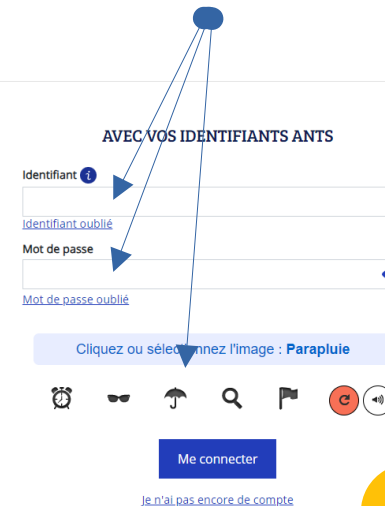 AVEC VOS IDENTIFIANTS ANTS
Identifiant i
Identifiant oublié
Mot de passe
Mot de passe oublié
Cliquez ou sélectionnez l'image : Parapluie
Me connecter
Je n'ai pas encore de compte